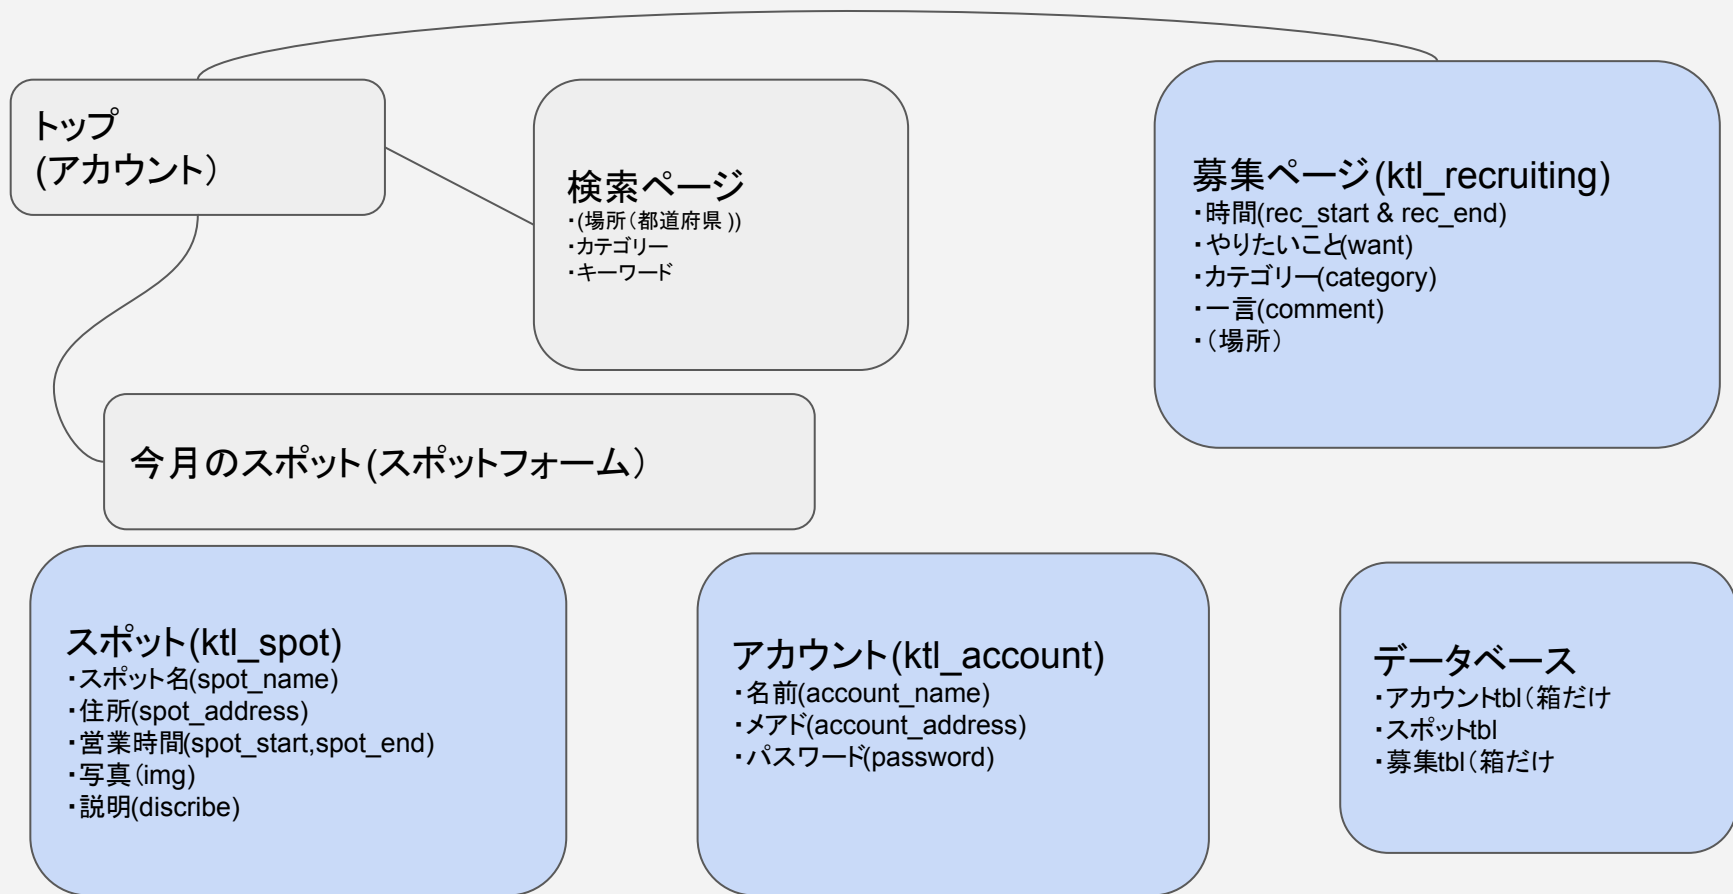 トップ
(アカウント）
検索ページ
・(場所（都道府県 ))
・カテゴリー
・キーワード
募集ページ(ktl_recruiting)
・時間(rec_start & rec_end)
・やりたいこと(want)
・カテゴリー(category)
・一言(comment)
・（場所）
今月のスポット(スポットフォーム）
スポット(ktl_spot)
・スポット名(spot_name)
・住所(spot_address)
・営業時間(spot_start,spot_end)
・写真（img)
・説明(discribe)
アカウント(ktl_account)
・名前(account_name)
・メアド(account_address)
・パスワード(password)
データベース
・アカウントtbl（箱だけ
・スポットtbl
・募集tbl（箱だけ